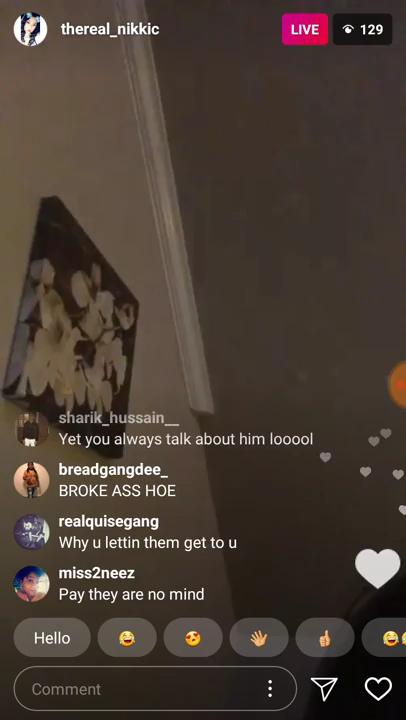 thereal_nikkic
LIVE
129
sharik_hussain__
Yet you always talk about him looool
breadgangdee_
BROKE ASS HOE
realquisegang
Why u lettin them get to u
miss2neez
Pay they are no mind
Hello
Comment